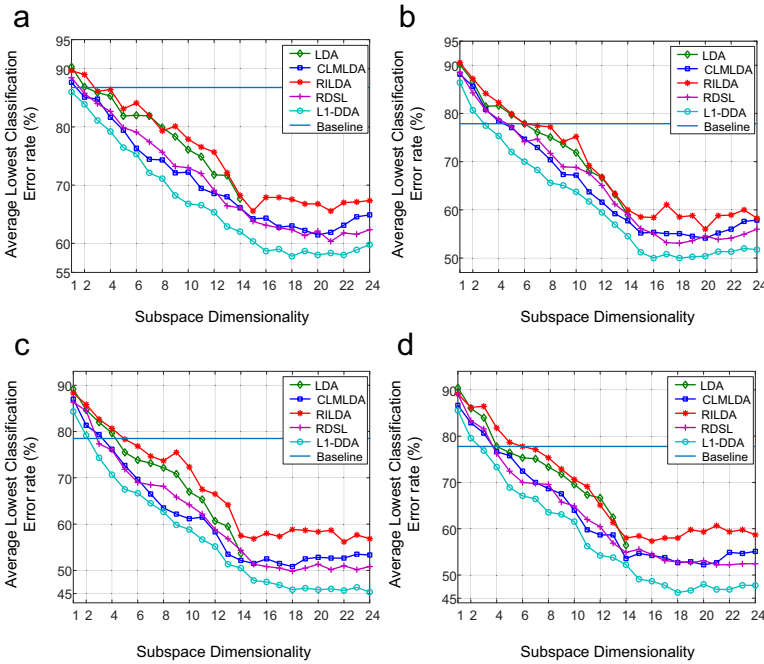 a
95
90
80
70
65
60
55
1 2 4 6 8 10 12 14 16 18 20 22 24
Average Lowest Classification
Error rate (%)
Subspace Dimensionality
LDA
CLMLDA
RILDA
RDSL
L1-DDA
Baseline
b
95
90
80
70
60
50
1 2 4 6 8 10 12 14 16 18 20 22 24
Average Lowest Classification
Error rate (%)
Subspace Dimensionality
LDA
CLMLDA
RILDA
RDSL
L1-DDA
Baseline
c
90
80
70
60
50
45
1 2 4 6 8 10 12 14 16 18 20 22 24
Average Lowest Classification
Error rate (%)
Subspace Dimensionality
LDA
CLMLDA
RILDA
RDSL
L1-DDA
Baseline
d
90
80
70
60
50
45
1 2 4 6 8 10 12 14 16 18 20 22 24
Average Lowest Classification
Error rate (%)
Subspace Dimensionality
LDA
CLMLDA
RILDA
RDSL
L1-DDA
Baseline